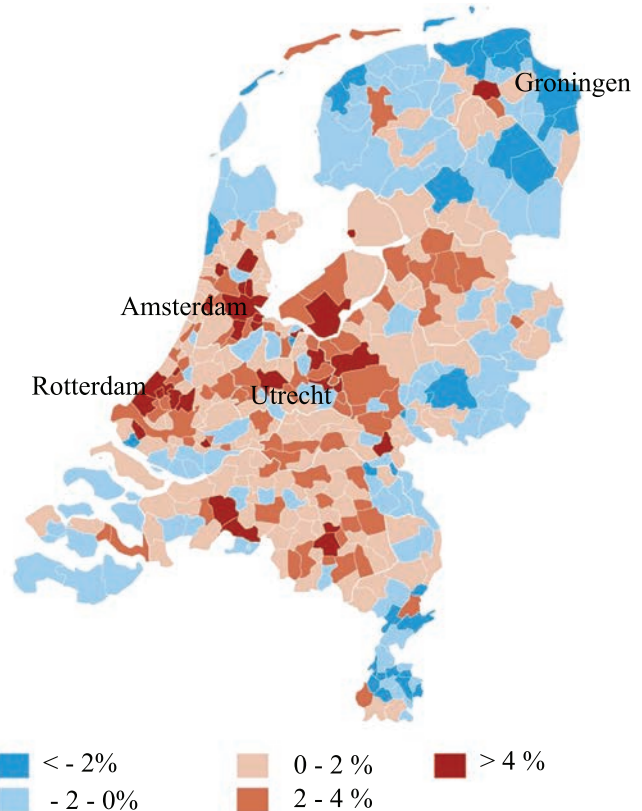 Groningen
Amsterdam
Rotterdam
Utrecht
< - 2%
0 - 2 %
> 4 %
- 2 - 0%
2 - 4 %